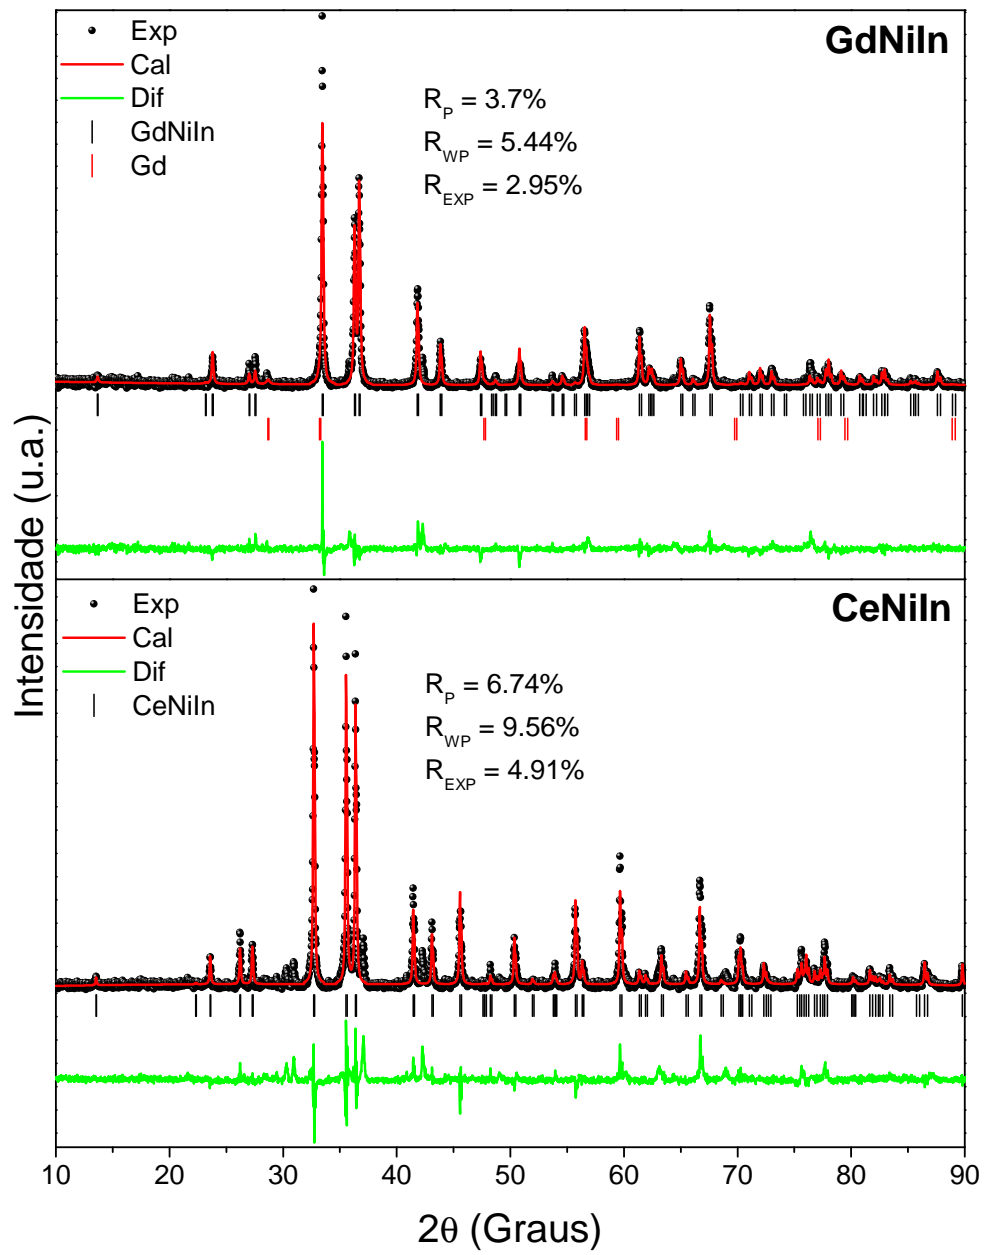 Exp
Cal
Dif
GdNiIn
Gd
GdNiIn
R_P = 3.7%
R_WP = 5.44%
R_EXP = 2.95%
Exp
Cal
Dif
CeNiIn
CeNiIn
R_P = 6.74%
R_WP = 9.56%
R_EXP = 4.91%
Intensidade (u.a.)
10 20 30 40 50 60 70 80 90
2θ (Graus)